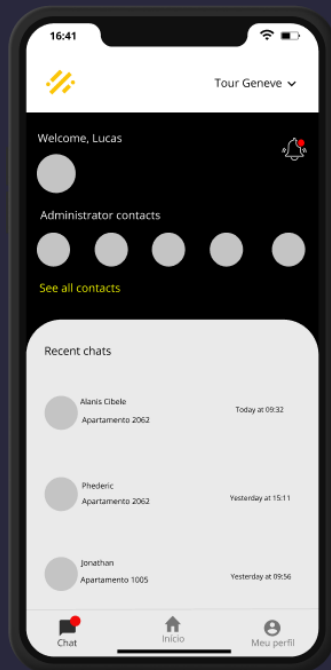 16:41
Tour Geneve
Welcome, Lucas
Administrator contacts
See all contacts
Recent chats
Alanis Cibele
Apartamento 2062
Today at 09:32
Phederic
Apartamento 2062
Yesterday at 15:11
Jonathan
Apartamento 1005
Yesterday at 09:56
Chat
Início
Meu perfil